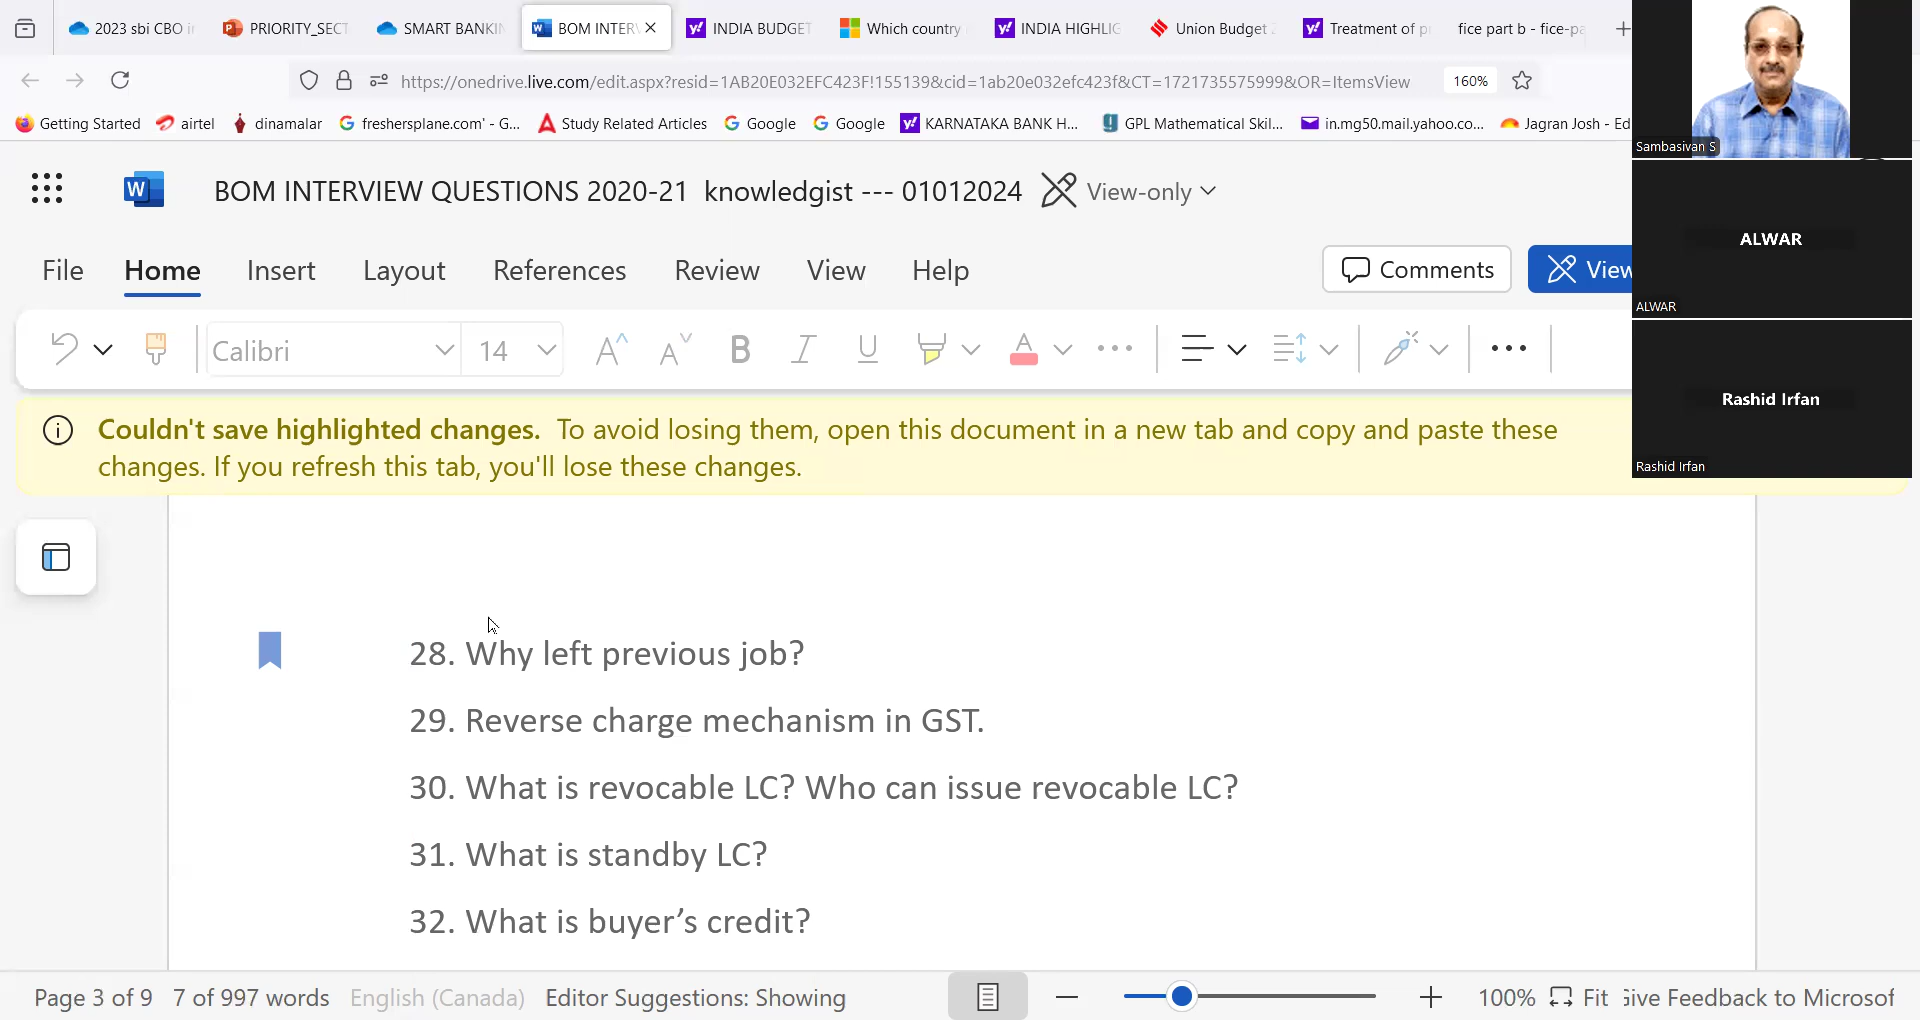 2023 sbi CBO i
PRIORITY_SECT
SMART BANKIN
BOM INTER
INDIA BUDGET
Which country
INDIA HIGHLIG
Union Budget
Treatment of p
fice part b - fice-pa
https://onedrive.live.com/edit.aspx?resid=1AB20E032EFC423F!155139&cid=1ab20e032efc423f&CT=1721735575999&OR=ItemsView
160%
Getting Started
airtel
dinamalar
freshersplane.com' - G...
Study Related Articles
Google
Google
KARNATAKA BANK H...
GPL Mathematical Skil...
in.mg50.mail.yahoo.co...
Jagran Josh - Ed
Sambasivan S
BOM INTERVIEW QUESTIONS 2020-21 knowledgist --- 01012024
View-only
ALWAR
ALWAR
File Home Insert Layout References Review View Help
Comments
View
Calibri
14
Rashid Irfan
Rashid Irfan
Couldn't save highlighted changes. To avoid losing them, open this document in a new tab and copy and paste these
changes. If you refresh this tab, you'll lose these changes.
28. Why left previous job?
29. Reverse charge mechanism in GST.
30. What is revocable LC? Who can issue revocable LC?
31. What is standby LC?
32. What is buyer’s credit?
Page 3 of 9 7 of 997 words English (Canada) Editor Suggestions: Showing
100% Fit Give Feedback to Microsof